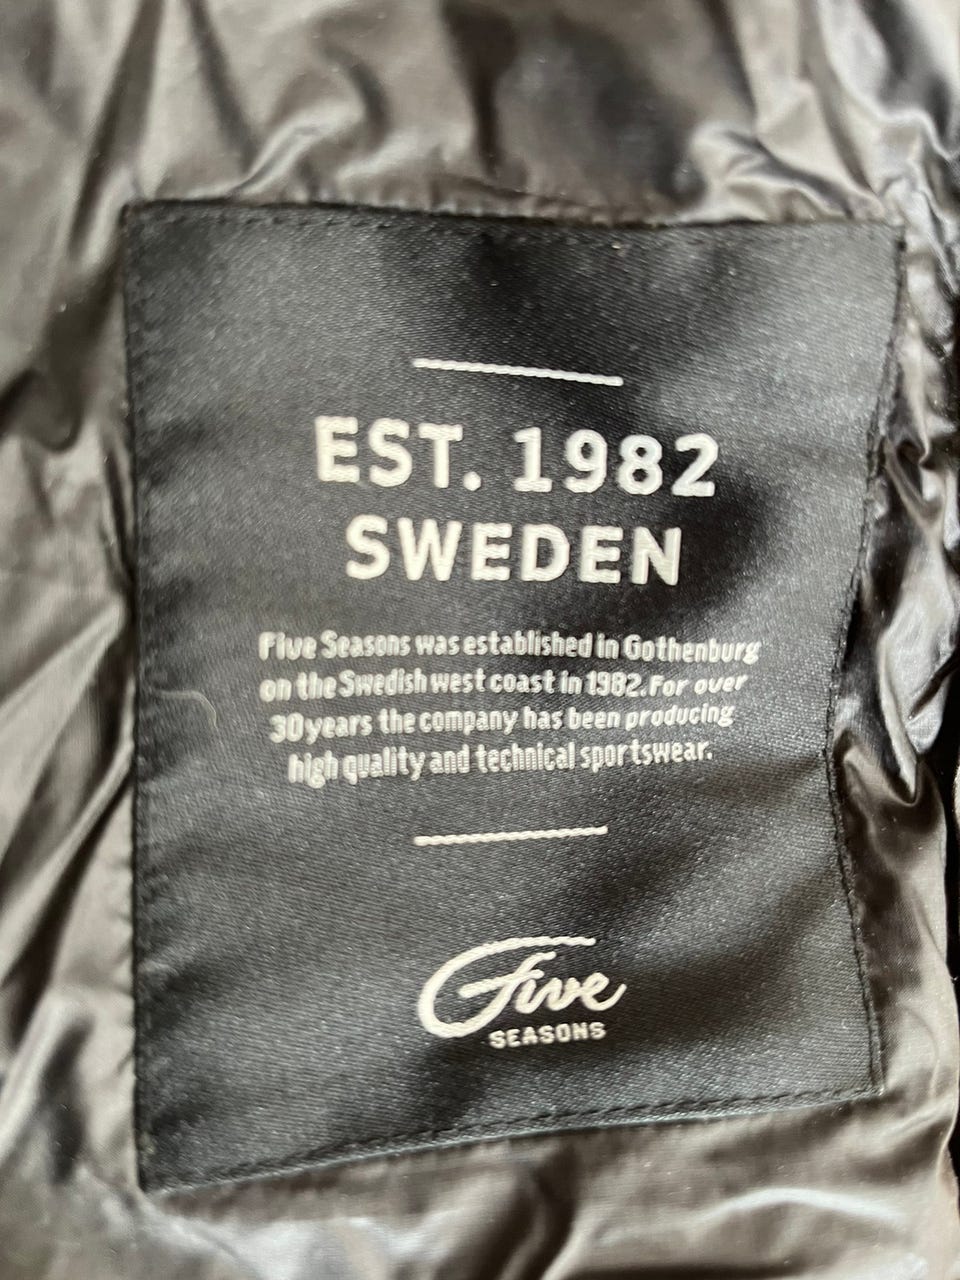 EST. 1982
SWEDEN
Five Seasons was established in Gothenburg
on the Swedish west coast in 1982. For over
30 years the company has been producing
high quality and technical sportswear.
Five
SEASONS